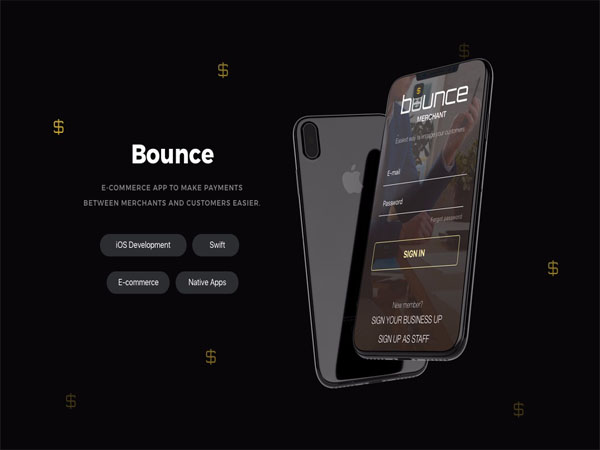 Bounce
E-COMMERCE APP TO MAKE PAYMENTS
BETWEEN MERCHANTS AND CUSTOMERS EASIER.
iOS Development
Swift
E-commerce
Native Apps
bounce
MERCHANT
Easiest way to engage your customers
E-mail
Password
Forgot password
SIGN IN
New member?
SIGN YOUR BUSINESS UP
SIGN UP AS STAFF